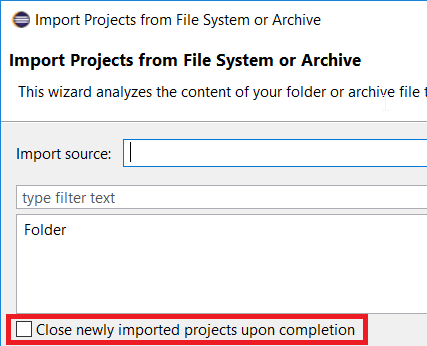 Import Projects from File System or Archive
Import Projects from File System or Archive
This wizard analyzes the content of your folder or archive file
Import source:
type filter text
Folder
Close newly imported projects upon completion